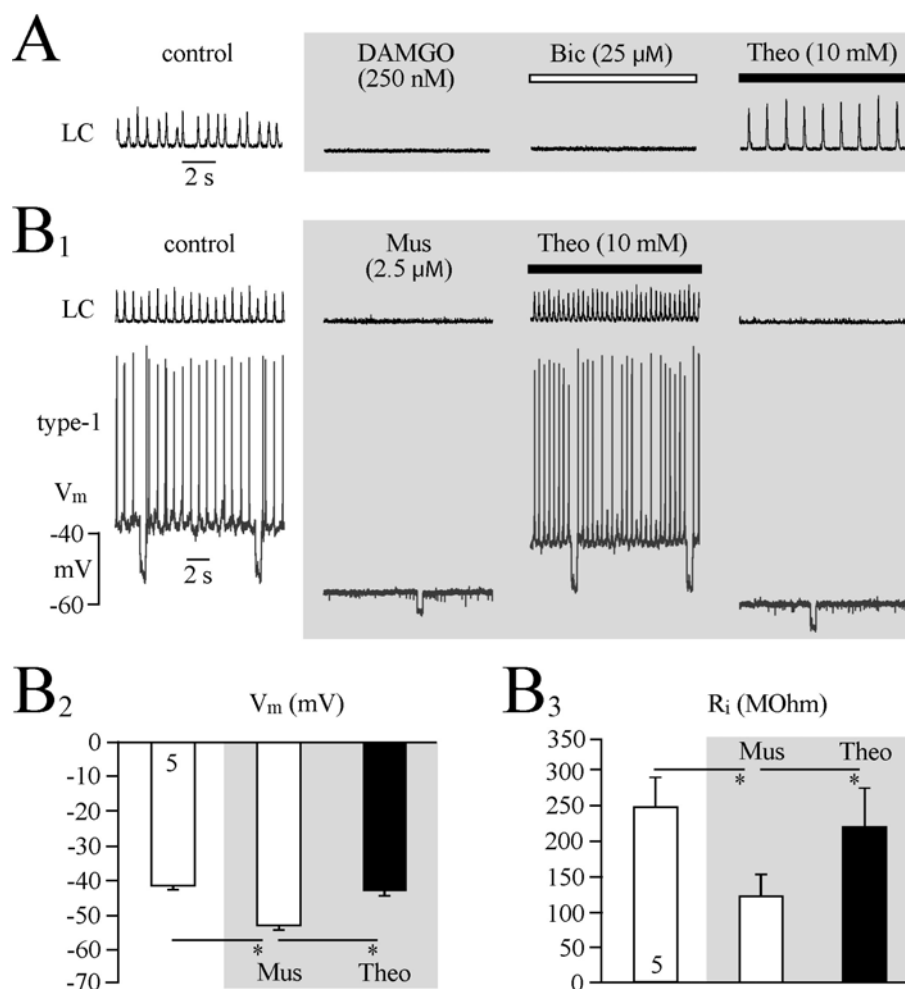 A
control
DAMGO
(250 nM)
Bic (25 µM)
Theo (10 mM)
LC
2 s
B1
control
Mus
(2.5 µM)
Theo (10 mM)
LC
type-1
Vm
-40
mV
-60
2 s
B2
Vm (mV)
0
-10
-20
-30
-40
-50
-60
-70
5
*
*
Mus
Theo
B3
Ri (MOhm)
350
300
250
200
150
100
50
0
Mus
Theo
*
*
5